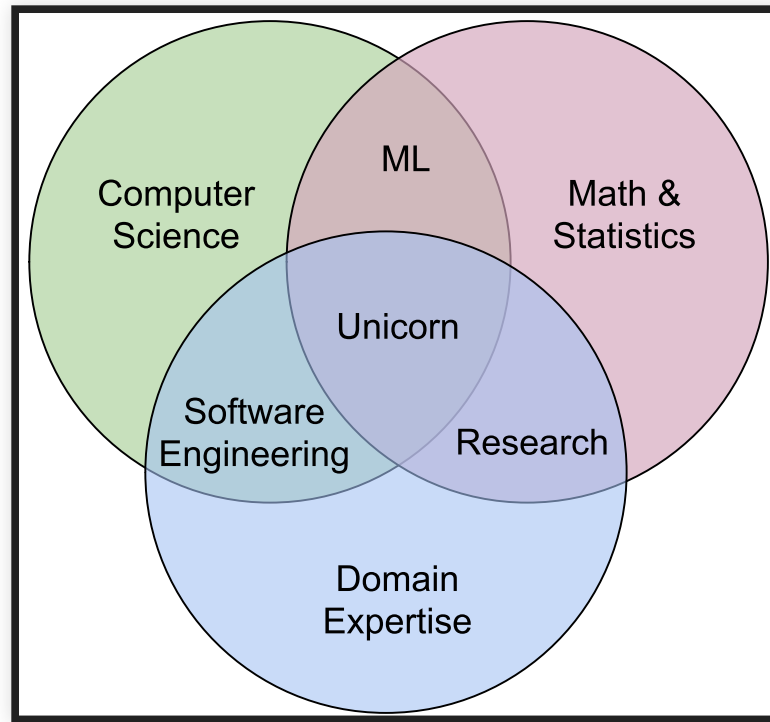 ML
Computer
Science
Math &
Statistics
Unicorn
Software
Engineering
Research
Domain
Expertise